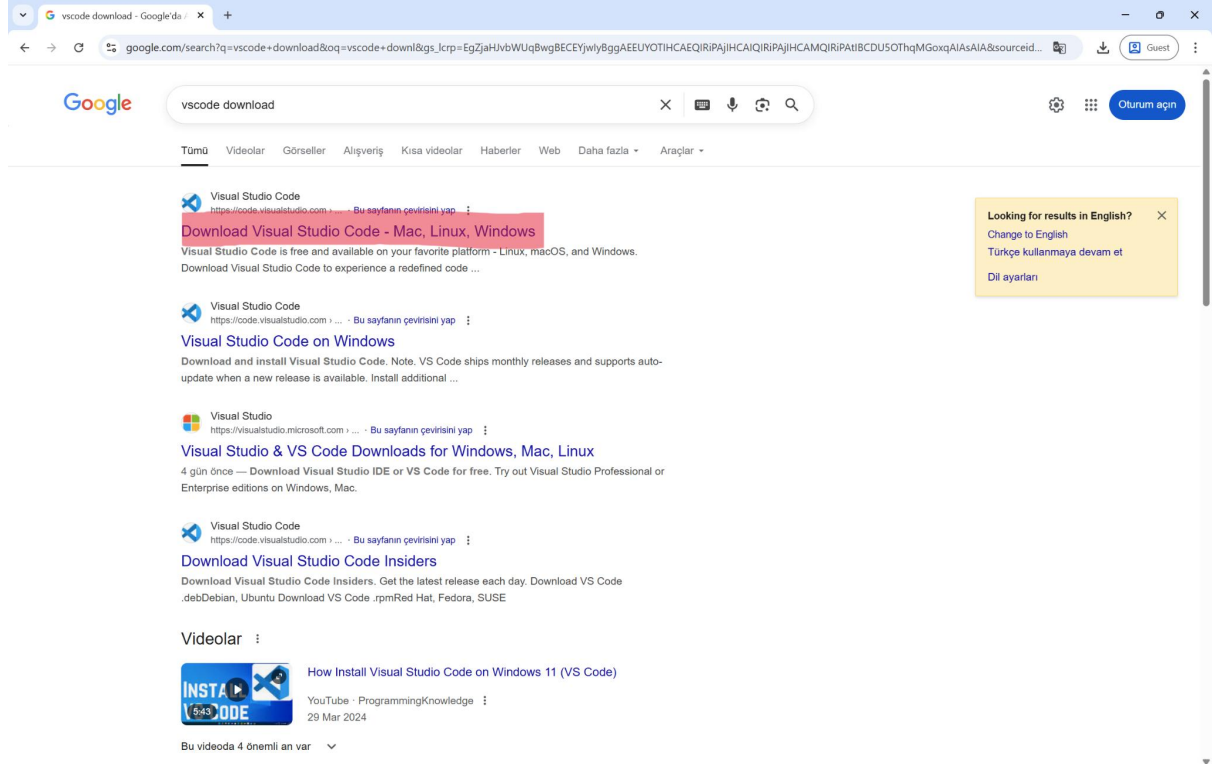 vscode download - Google'da A
google.com/search?q=vscode+download&oq=vscode+downl&gs_lcrp=EgZjaHJvbWUqBwgBECEYjwIyBggAEEUYOTIHCAEQIRiPAjIHCAIQIRiPAjIHCAMQIRiPAtIBCDU5OThqMGoxqAIAsAIA&sourceid...
Guest
Google
vscode download
Oturum açın
Tümü Videolar Görseller Alışveriş Kısa videolar Haberler Web Daha fazla Araçlar
Visual Studio Code
https://code.visualstudio.com › ... · Bu sayfanın çevirisini yap
Download Visual Studio Code - Mac, Linux, Windows
Visual Studio Code is free and available on your favorite platform - Linux, macOS, and Windows.
Download Visual Studio Code to experience a redefined code ...
Looking for results in English?
Change to English
Türkçe kullanmaya devam et
Dil ayarları
Visual Studio Code
https://code.visualstudio.com › ... · Bu sayfanın çevirisini yap
Visual Studio Code on Windows
Download and install Visual Studio Code. Note. VS Code ships monthly releases and supports auto-
update when a new release is available. Install additional ...
Visual Studio
https://visualstudio.microsoft.com › ... · Bu sayfanın çevirisini yap
Visual Studio & VS Code Downloads for Windows, Mac, Linux
4 gün önce — Download Visual Studio IDE or VS Code for free. Try out Visual Studio Professional or
Enterprise editions on Windows, Mac.
Visual Studio Code
https://code.visualstudio.com › ... · Bu sayfanın çevirisini yap
Download Visual Studio Code Insiders
Download Visual Studio Code Insiders. Get the latest release each day. Download VS Code
.debDebian, Ubuntu Download VS Code .rpmRed Hat, Fedora, SUSE
Videolar
How Install Visual Studio Code on Windows 11 (VS Code)
YouTube · ProgrammingKnowledge
29 Mar 2024
5:43
Bu videoda 4 önemli an var